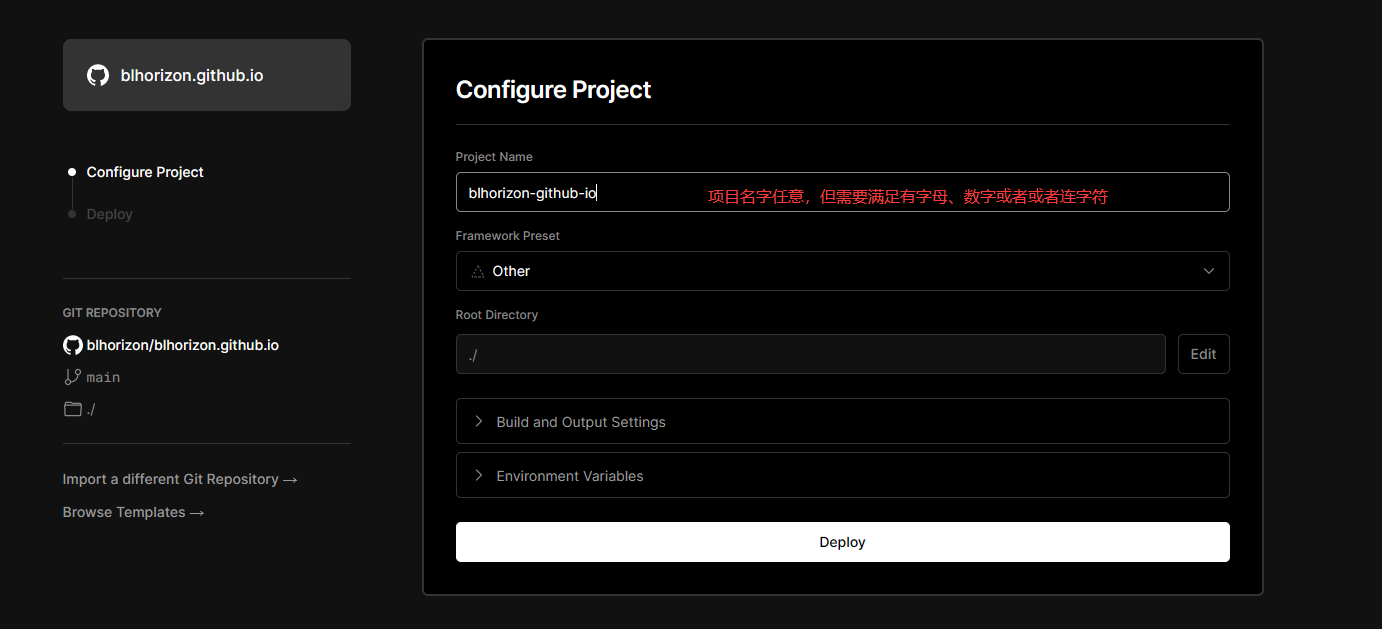 blhorizon.github.io
Configure Project
Deploy
GIT REPOSITORY
blhorizon/blhorizon.github.io
main
./
Import a different Git Repository →
Browse Templates →
Configure Project
Project Name
blhorizon-github-io
项目名字任意，但需要满足有字母、数字或者或者连字符
Framework Preset
Other
Root Directory
./
Edit
Build and Output Settings
Environment Variables
Deploy